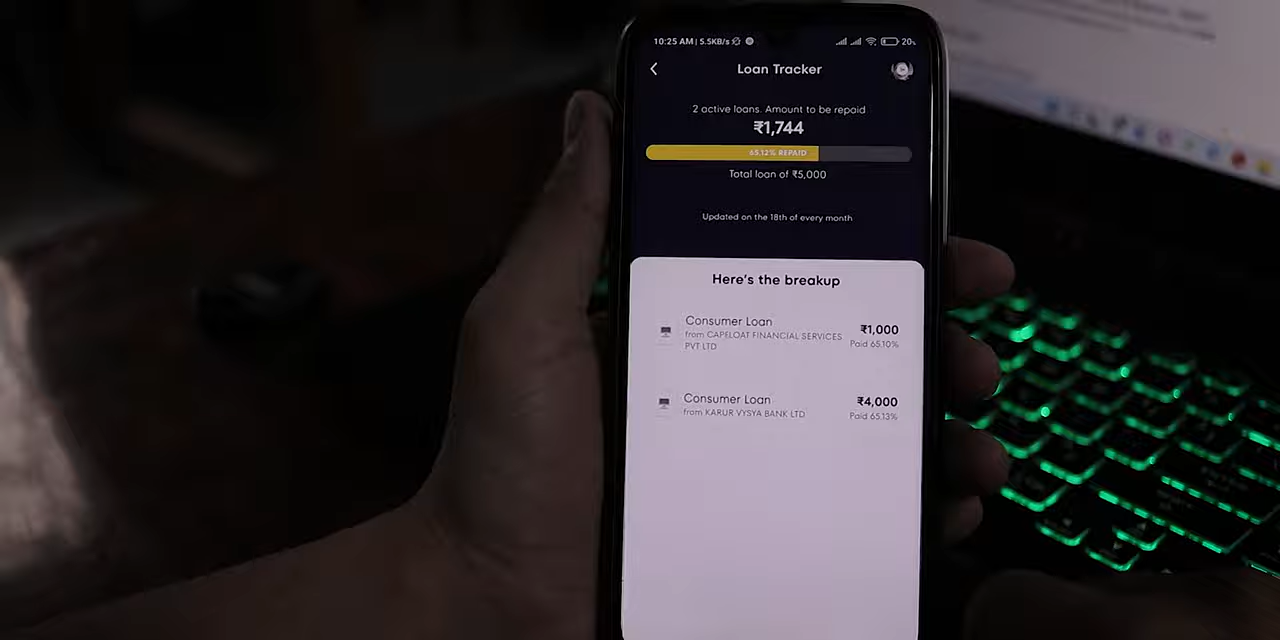 10:25 AM | 5.5KB/s
20%
Loan Tracker
2 active loans. Amount to be repaid
₹1,744
65.12% REPAID
Total loan of ₹5,000
Updated on the 18th of every month
Here's the breakup
Consumer Loan
₹1,000
from CAPFLOAT FINANCIAL SERVICES
Paid 65.10%
PVT LTD
Consumer Loan
₹4,000
from KARUR VYSYA BANK LTD
Paid 65.13%